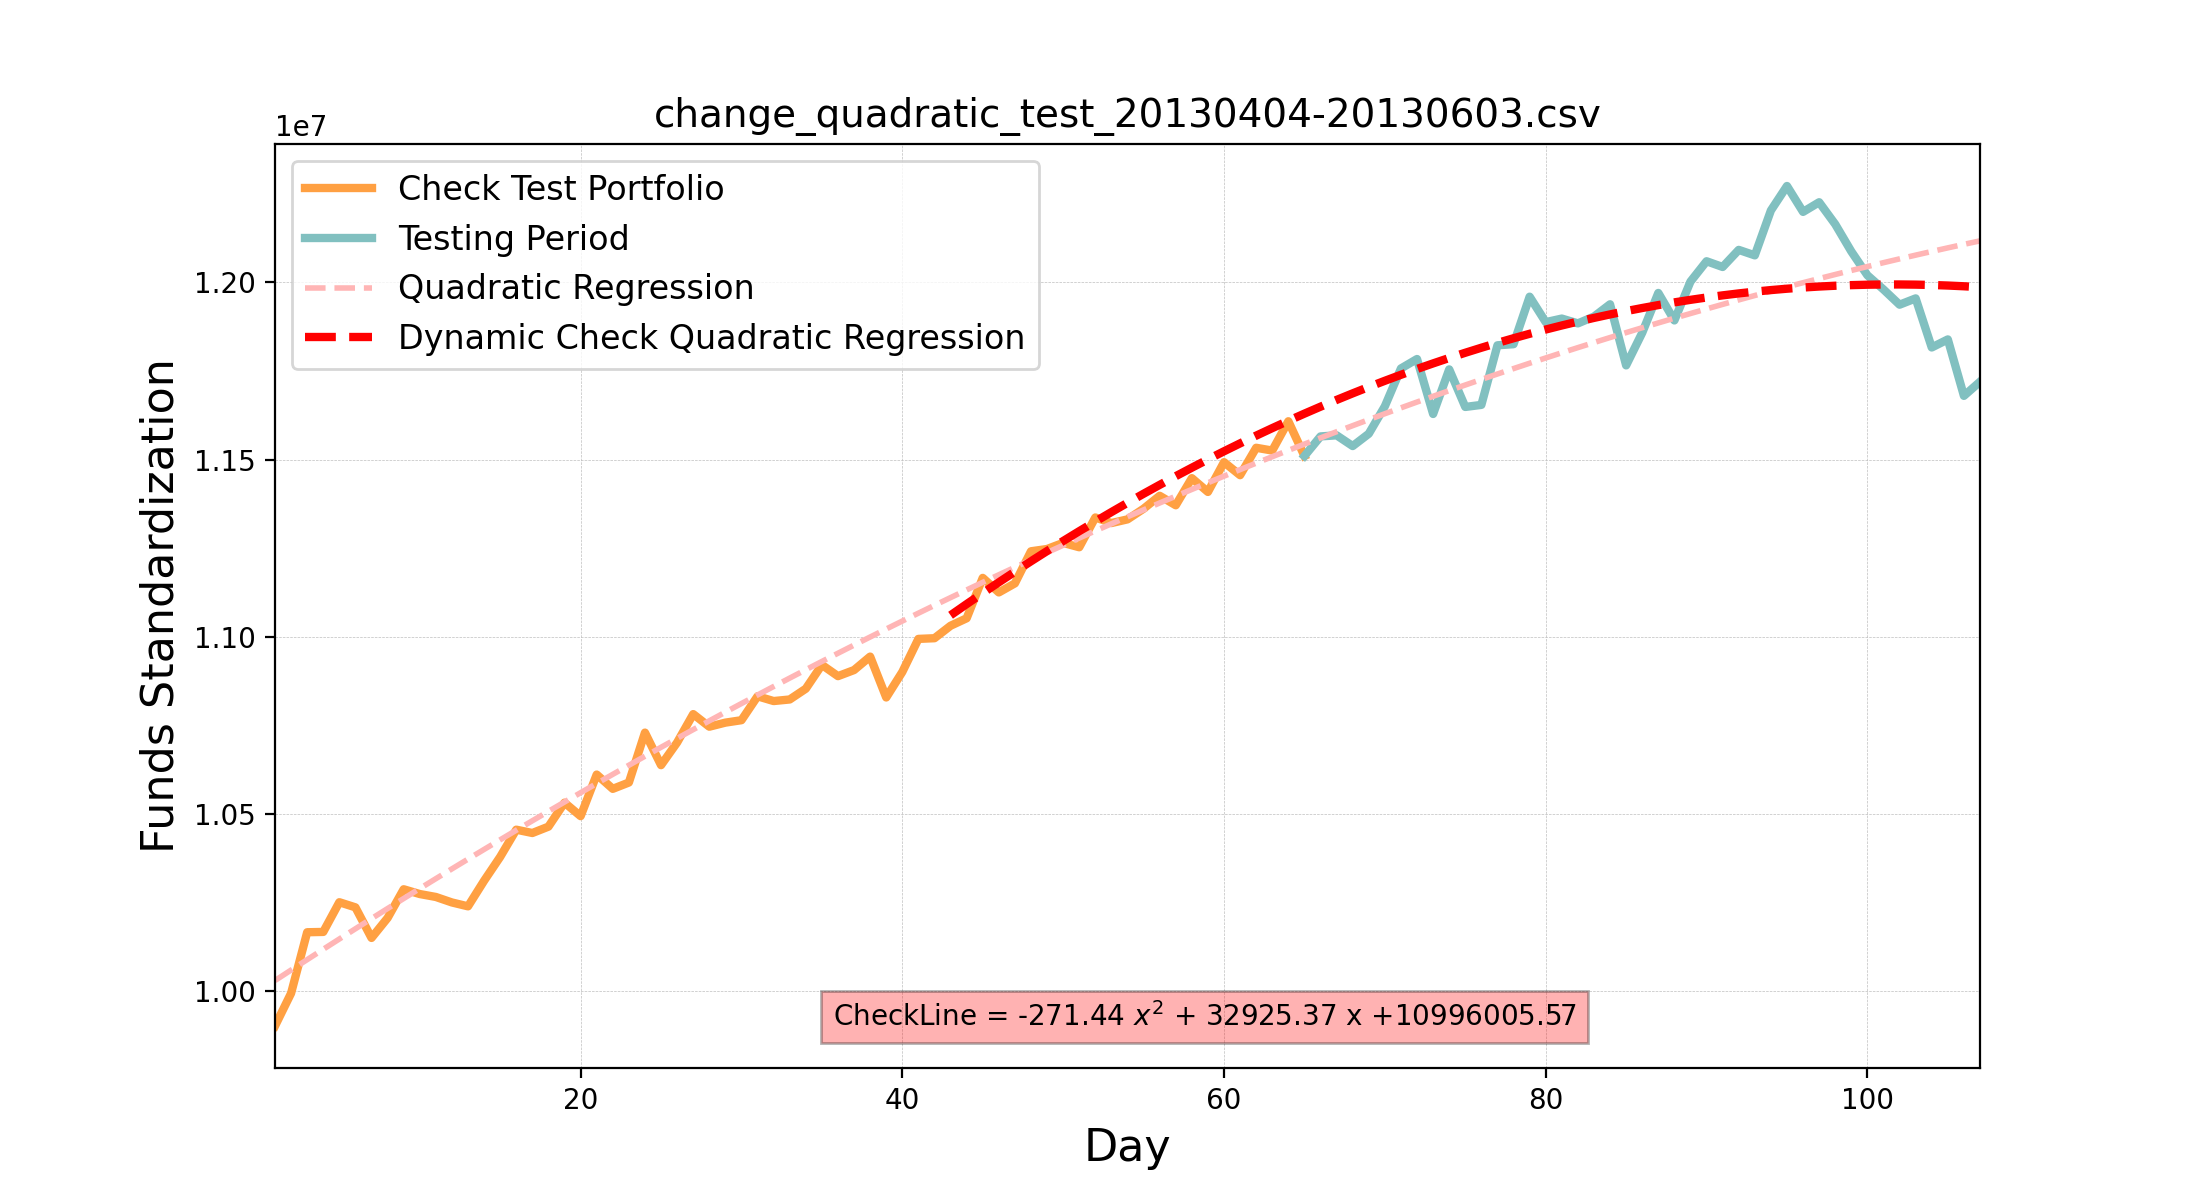 change_quadratic_test_20130404-20130603.csv
1e7
Check Test Portfolio
Testing Period
Quadratic Regression
Dynamic Check Quadratic Regression
1.20
1.15
1.10
1.05
1.00
Funds Standardization
CheckLine = -271.44 x² + 32925.37 x +10996005.57
20 40 60 80 100
Day